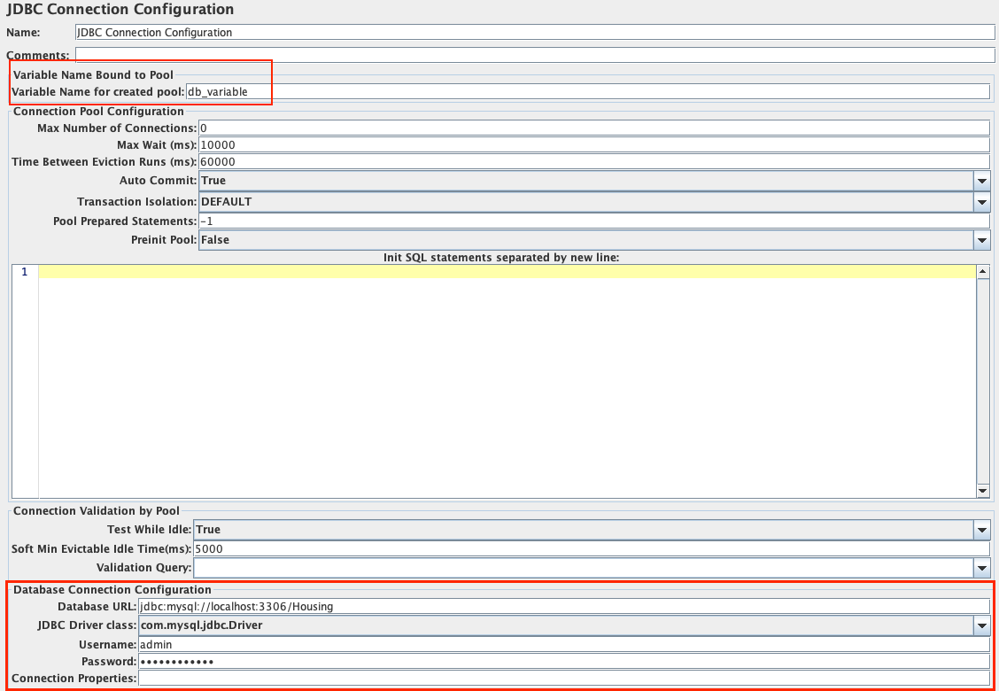 JDBC Connection Configuration
Name: JDBC Connection Configuration
Comments:
Variable Name Bound to Pool
Variable Name for created pool: db_variable
Connection Pool Configuration
Max Number of Connections: 0
Max Wait (ms): 10000
Time Between Eviction Runs (ms): 60000
Auto Commit: True
Transaction Isolation: DEFAULT
Pool Prepared Statements: -1
Preinit Pool: False
Init SQL statements separated by new line:
1
Connection Validation by Pool
Test While Idle: True
Soft Min Evictable Idle Time(ms): 5000
Validation Query:
Database Connection Configuration
Database URL: jdbc:mysql://localhost:3306/Housing
JDBC Driver class: com.mysql.jdbc.Driver
Username: admin
Password: ••••••••••••
Connection Properties: